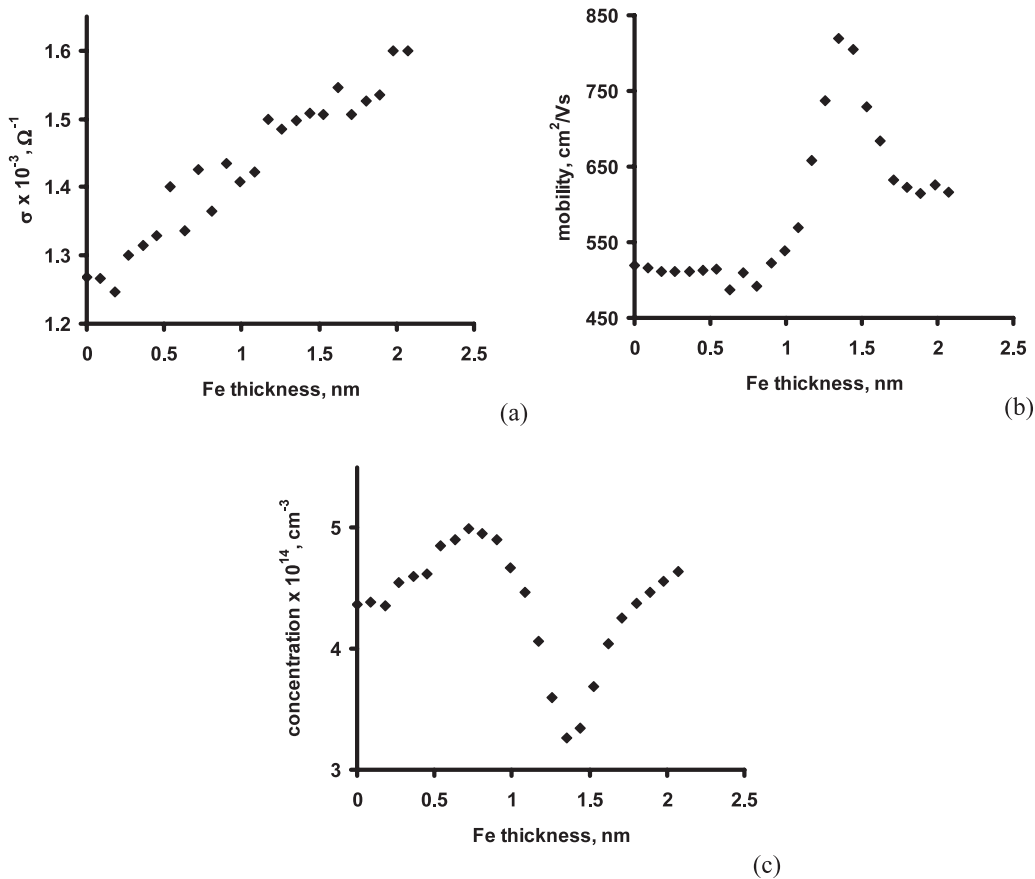 σ x 10⁻³, Ω⁻¹
1.6
1.5
1.4
1.3
1.2
0 0.5 1 1.5 2 2.5
Fe thickness, nm
(a)
mobility, cm²/Vs
850
750
650
550
450
0 0.5 1 1.5 2 2.5
Fe thickness, nm
(b)
concentration x 10¹⁴, cm⁻³
5
4
3
0 0.5 1 1.5 2 2.5
Fe thickness, nm
(c)